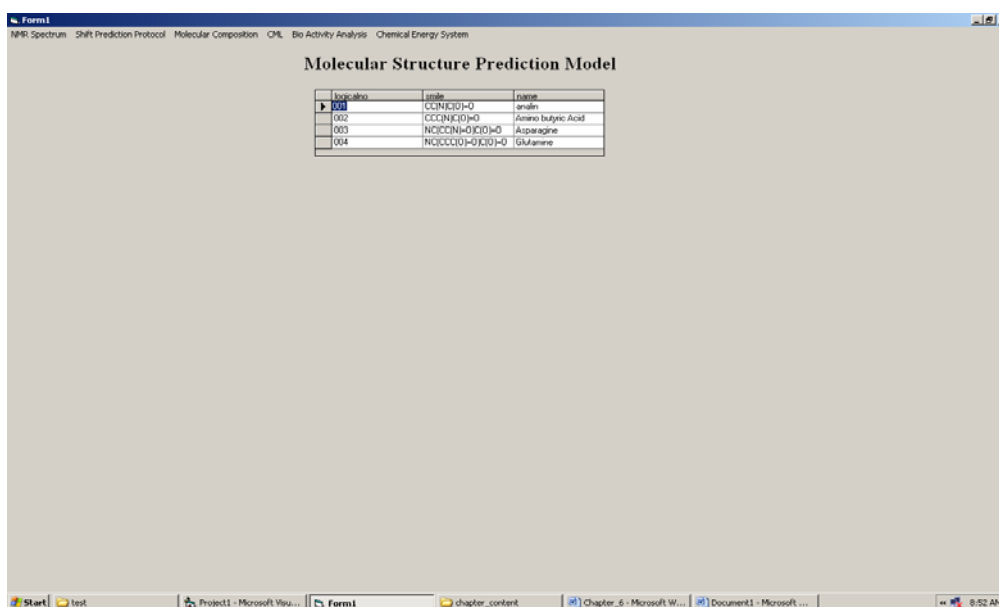 Form1
NMR Spectrum Shift Prediction Protocol Molecular Composition CML Bio Activity Analysis Chemical Energy System
Molecular Structure Prediction Model
logicalno smile name
001 CC(N)C(O)=O analin
002 CCC(N)C(O)=O Amino butyric Acid
003 NC(CC(N)=O)C(O)=O Asparagine
004 NC(CCC(O)=O)C(O)=O Glutamine
Start test Project1 - Microsoft Visu... Form1 chapter_content Chapter_6 - Microsoft W... Document1 - Microsoft ... 8:52 AM